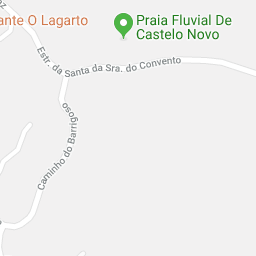 ante O Lagarto
Praia Fluvial De
Castelo Novo
Estr. da Santa da Sra. do Convento
Caminho do Barrigoso